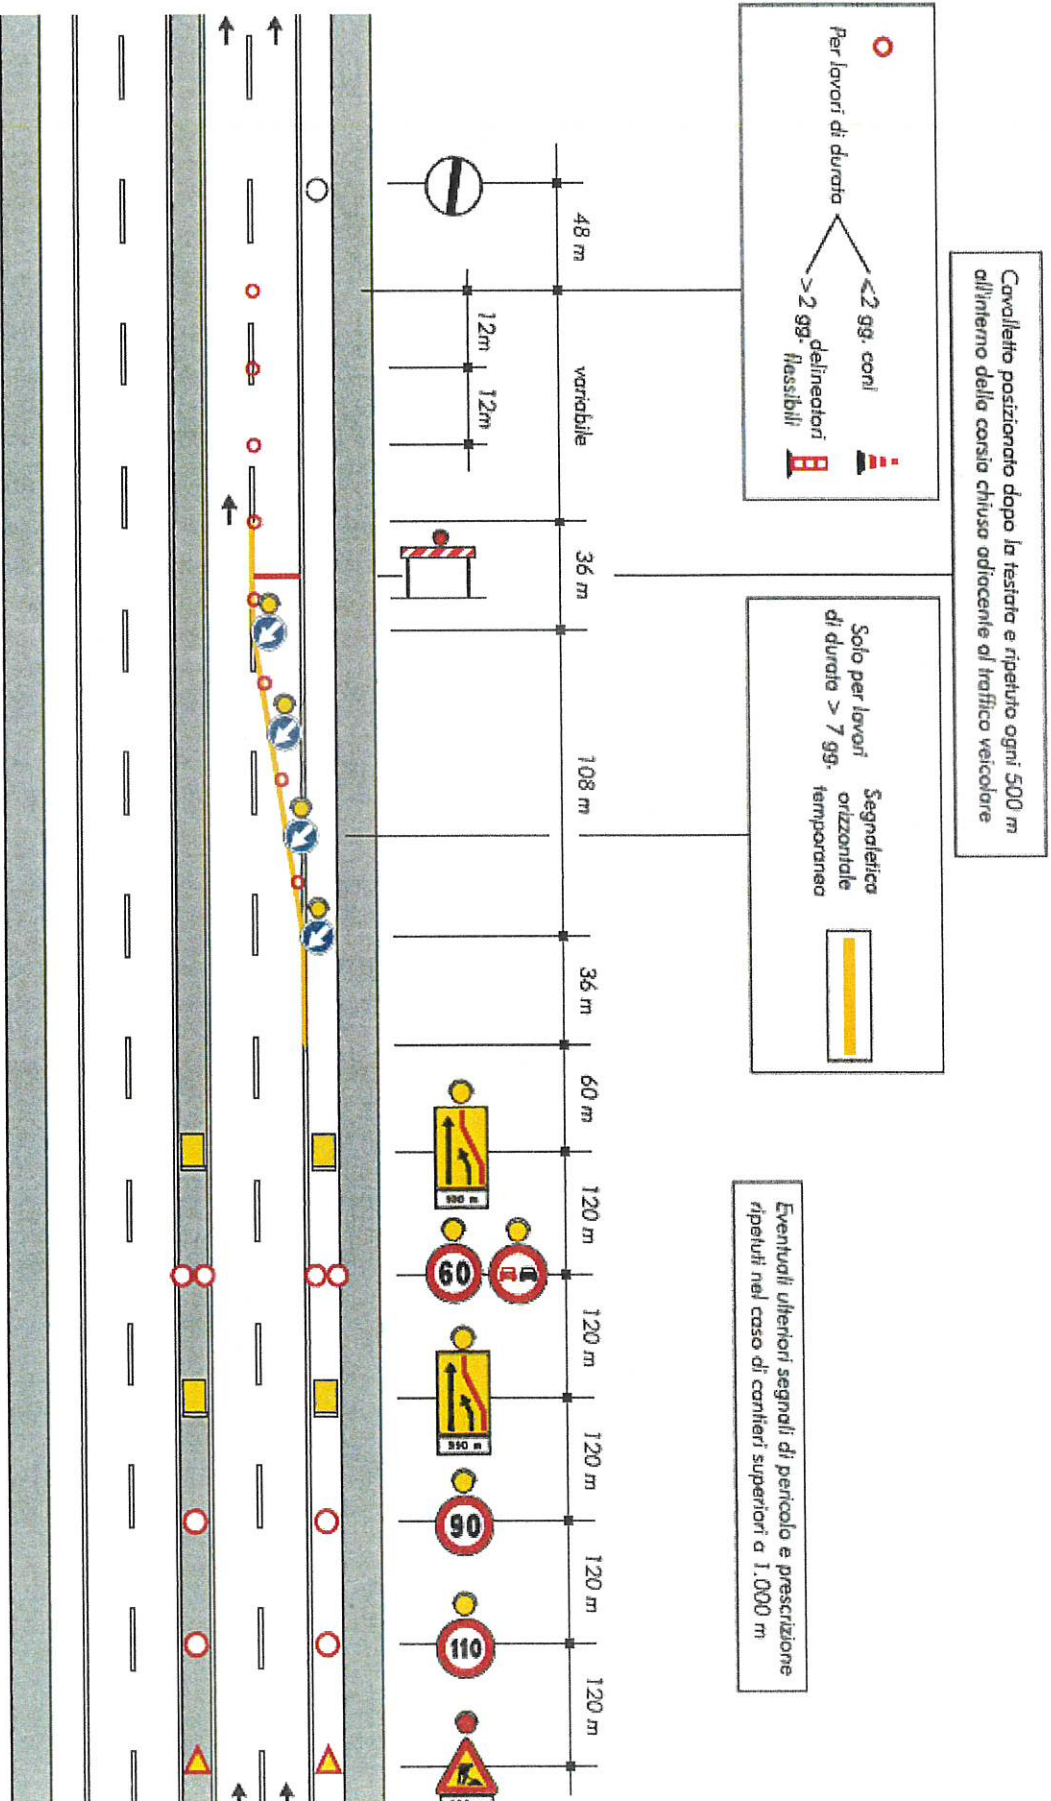 Cavalletto posizionato dopo la testata e ripetuto ogni 500 m
all'interno della corsia chiusa adiacente al traffico veicolare
Per lavori di durata
<2 gg. coni
>2 gg. delineatori
flessibili
Solo per lavori
di durata > 7 gg.
Segnaletica
orizzontale
temporanea
Eventuali ulteriori segnali di pericolo e prescrizione
ripetuti nel caso di cantieri superiori a 1.000 m
48 m
variabile
36 m
108 m
36 m
60 m
120 m
120 m
120 m
120 m
120 m
12m
12m
60
90
110